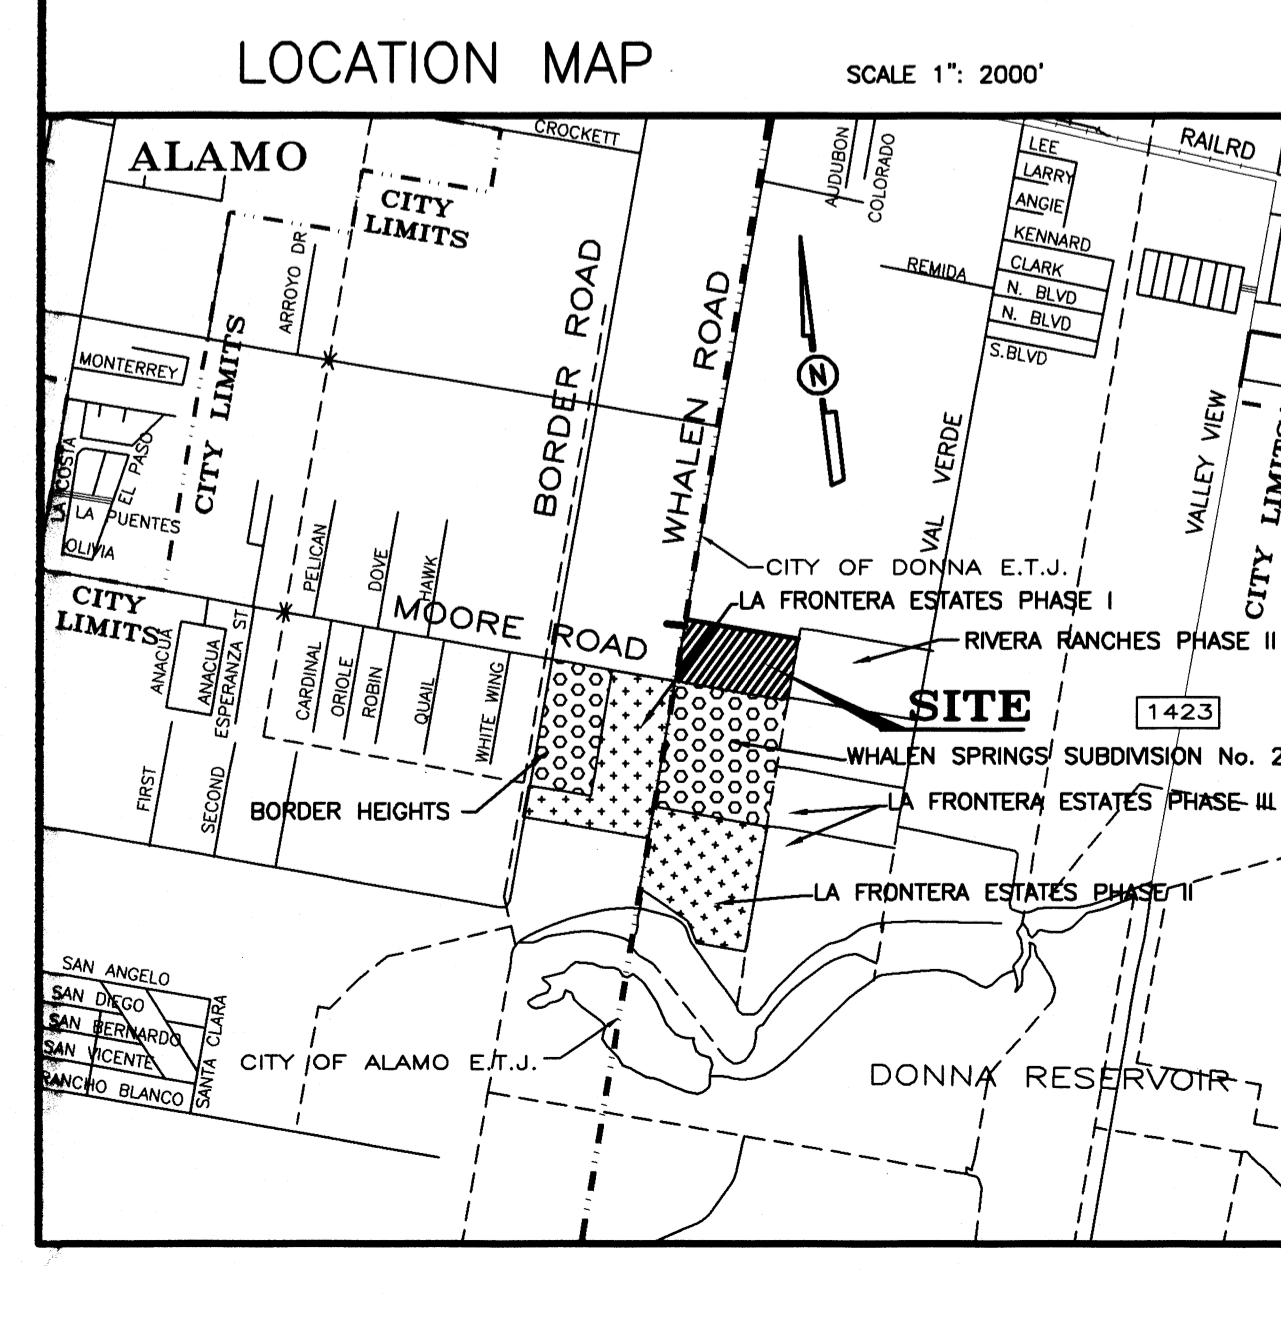 LOCATION MAP
SCALE 1": 2000'
CROCKETT
RAILRD
ALAMO
CITY
LIMITS
AUDUBON
COLORADO
LEE
LARRY
ANGIE
KENNARD
CLARK
N. BLVD
N. BLVD
S.BLVD
REMIDA
ARROYO DR.
BORDER ROAD
WHALEN ROAD
N
MONTERREY
CITY LIMITS
BORDER ROAD
VAL VERDE
VALLEY VIEW
CITY LIMITS
LA COSTA
EL PASO
LA PUENTES
OLIVIA
CITY
LIMITS
PELICAN
DOVE
HAWK
MOORE ROAD
CITY OF DONNA E.T.J.
LA FRONTERA ESTATES PHASE I
RIVERA RANCHES PHASE II
SITE
1423
ANACUA
ANACUA
ESPERANZA ST.
CARDINAL
ORIOLE
ROBIN
QUAIL
WHITE WING
WHALEN SPRINGS SUBDIVISION No. 2
FIRST
SECOND
BORDER HEIGHTS
LA FRONTERA ESTATES PHASE III
LA FRONTERA ESTATES PHASE II
SAN ANGELO
SAN DIEGO
SAN BERNARDO
SAN VICENTE
RANCHO BLANCO
SANTA CLARA
CITY OF ALAMO E.T.J.
DONNA RESERVOIR